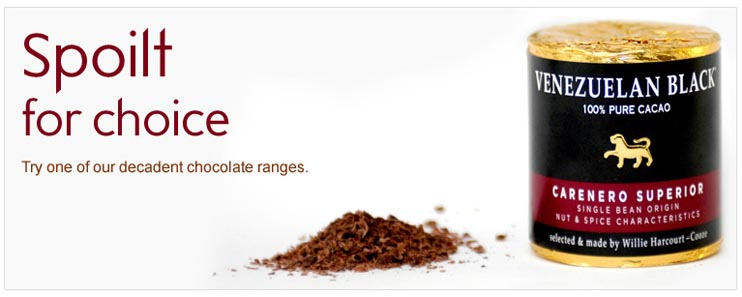 Spoilt
for choice
Try one of our decadent chocolate ranges.
VENEZUELAN BLACK
100% PURE CACAO
CARENERO SUPERIOR
SINGLE BEAN ORIGIN
NUT & SPICE CHARACTERISTICS
selected & made by Willie Harcourt-Cooze